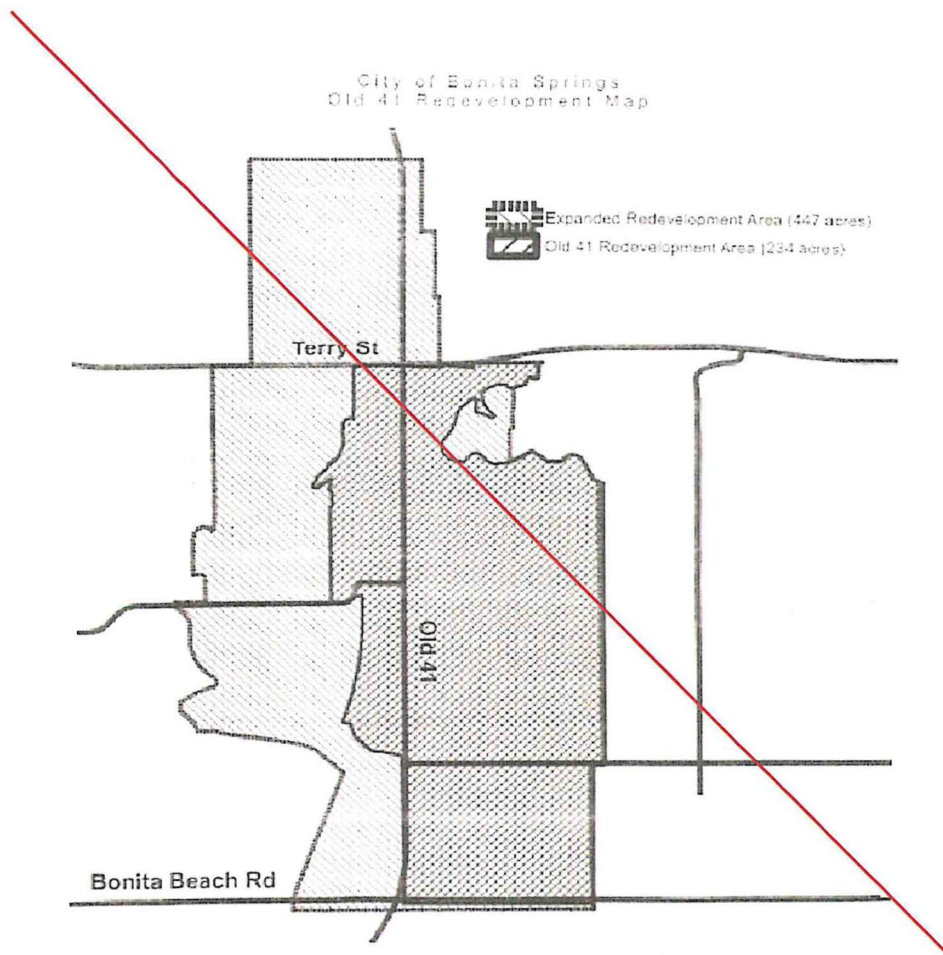 City of Bonita Springs
Old 41 Redevelopment Map
Expanded Redevelopment Area (447 acres)
Old 41 Redevelopment Area (234 acres)
Terry St
Old 41
Bonita Beach Rd